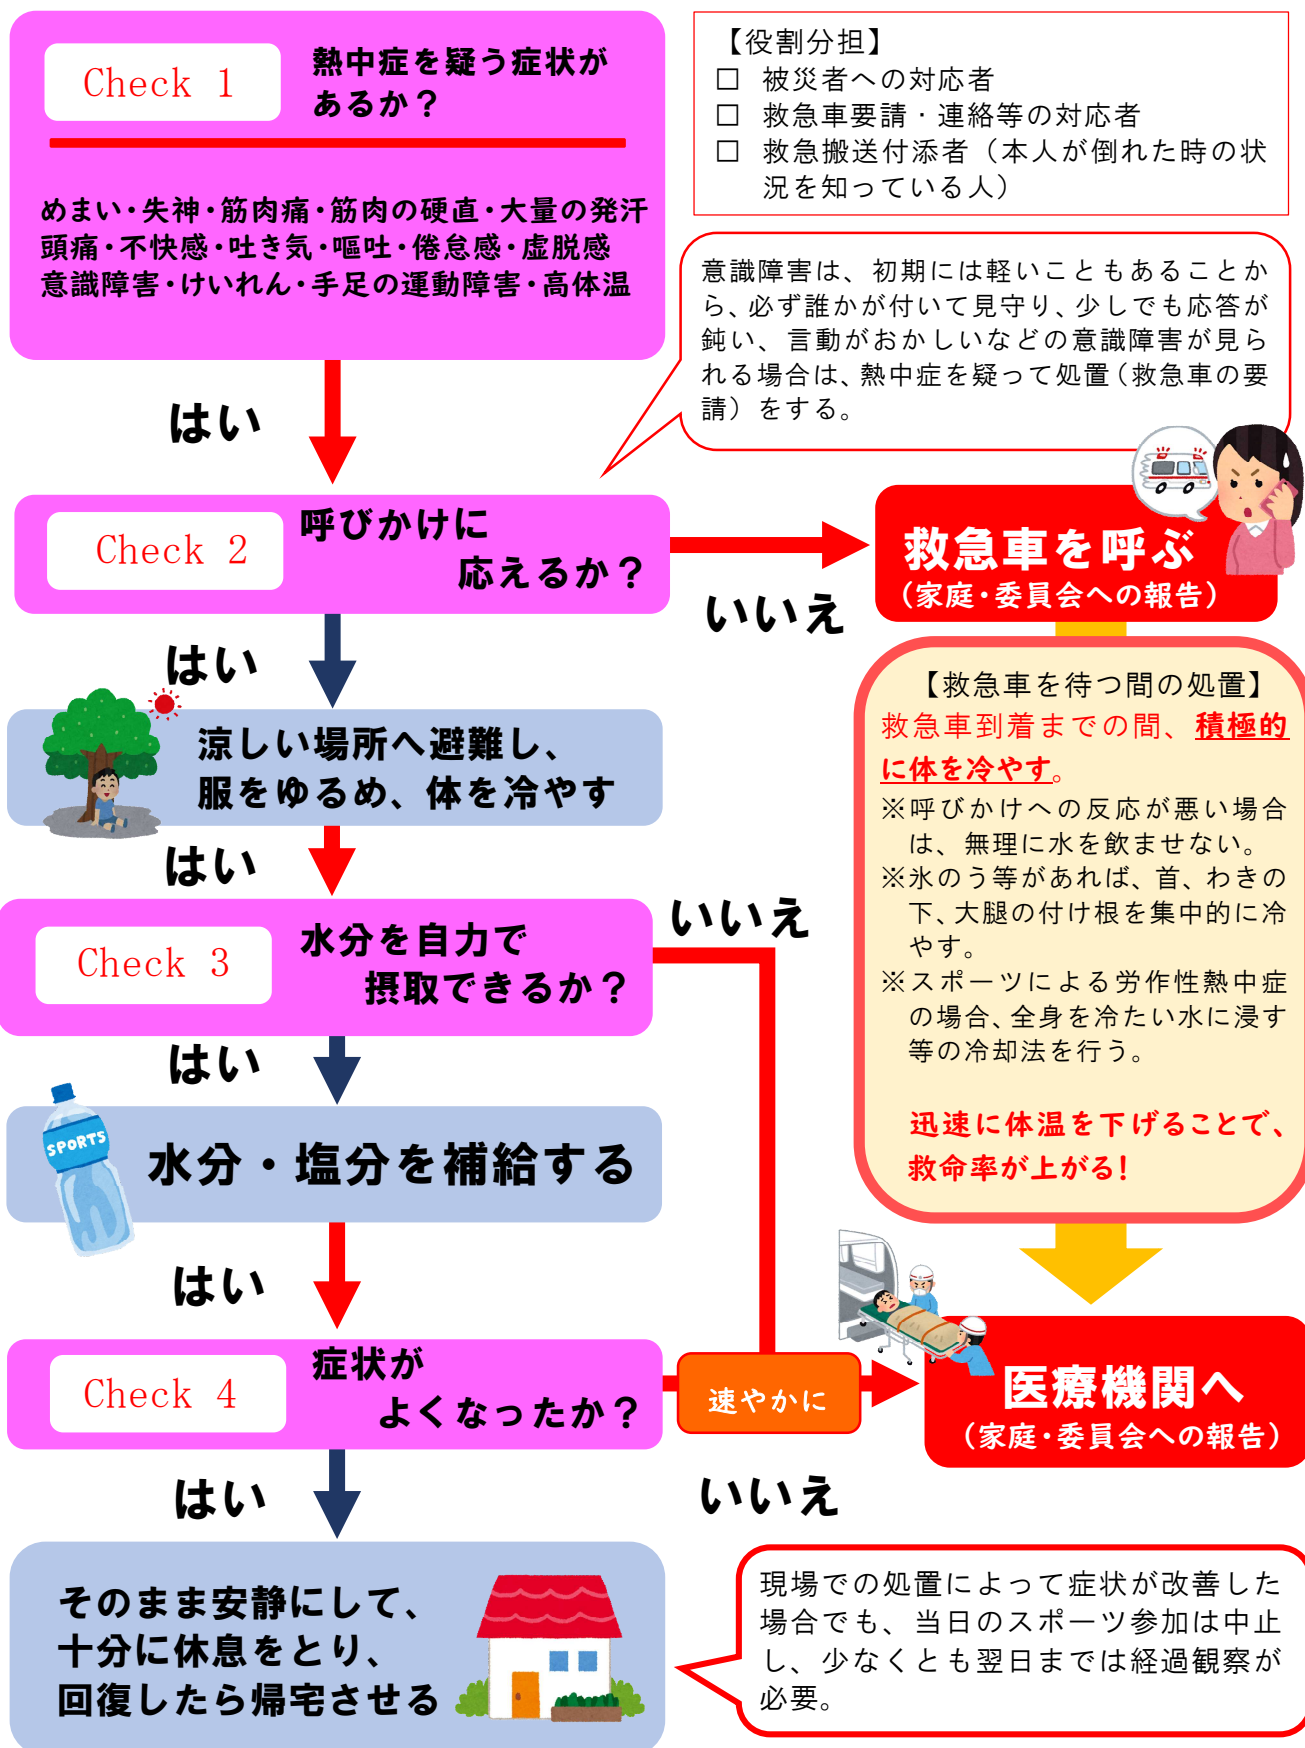 Check 1
熱中症を疑う症状が
あるか？
めまい・失神・筋肉痛・筋肉の硬直・大量の発汗
頭痛・不快感・吐き気・嘔吐・倦怠感・虚脱感
意識障害・けいれん・手足の運動障害・高体温
【役割分担】
□ 被災者への対応者
□ 救急車要請・連絡等の対応者
□ 救急搬送付添者（本人が倒れた時の状
況を知っている人）
意識障害は、初期には軽いこともあることか
ら、必ず誰かが付いて見守り、少しでも応答が
鈍い、言動がおかしいなどの意識障害が見ら
れる場合は、熱中症を疑って処置（救急車の要
請）をする。
はい
Check 2
呼びかけに
応えるか？
いいえ
救急車を呼ぶ
（家庭・委員会への報告）
はい
涼しい場所へ避難し、
服をゆるめ、体を冷やす
【救急車を待つ間の処置】
救急車到着までの間、積極的
に体を冷やす。
※呼びかけへの反応が悪い場合
は、無理に水を飲ませない。
※氷のう等があれば、首、わきの
下、大腿の付け根を集中的に冷
やす。
※スポーツによる労作性熱中症
の場合、全身を冷たい水に浸す
等の冷却法を行う。
迅速に体温を下げることで、
救命率が上がる！
はい
Check 3
水分を自力で
摂取できるか？
いいえ
はい
SPORTS
水分・塩分を補給する
はい
Check 4
症状が
よくなったか？
速やかに
医療機関へ
（家庭・委員会への報告）
はい
いいえ
そのまま安静にして、
十分に休息をとり、
回復したら帰宅させる
現場での処置によって症状が改善した
場合でも、当日のスポーツ参加は中止
し、少なくとも翌日までは経過観察が
必要。